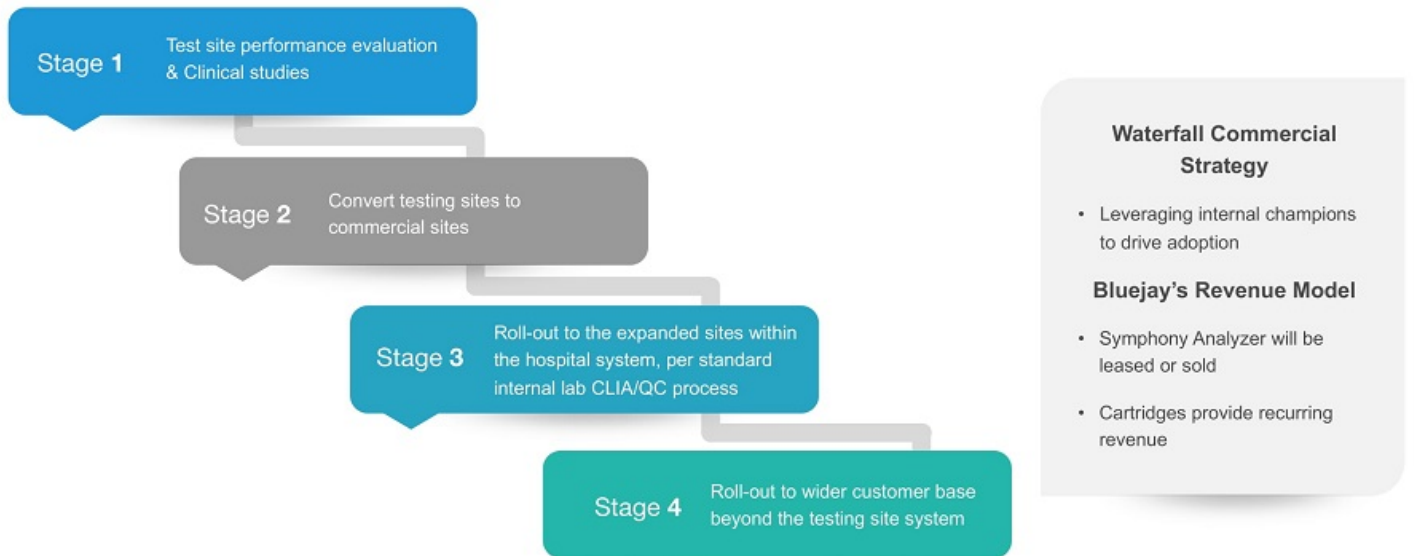 Stage 1
Test site performance evaluation
& Clinical studies
Stage 2
Convert testing sites to
commercial sites
Stage 3
Roll-out to the expanded sites within
the hospital system, per standard
internal lab CLIA/QC process
Stage 4
Roll-out to wider customer base
beyond the testing site system
Waterfall Commercial
Strategy
• Leveraging internal champions
to drive adoption
Bluejay’s Revenue Model
• Symphony Analyzer will be
leased or sold
• Cartridges provide recurring
revenue